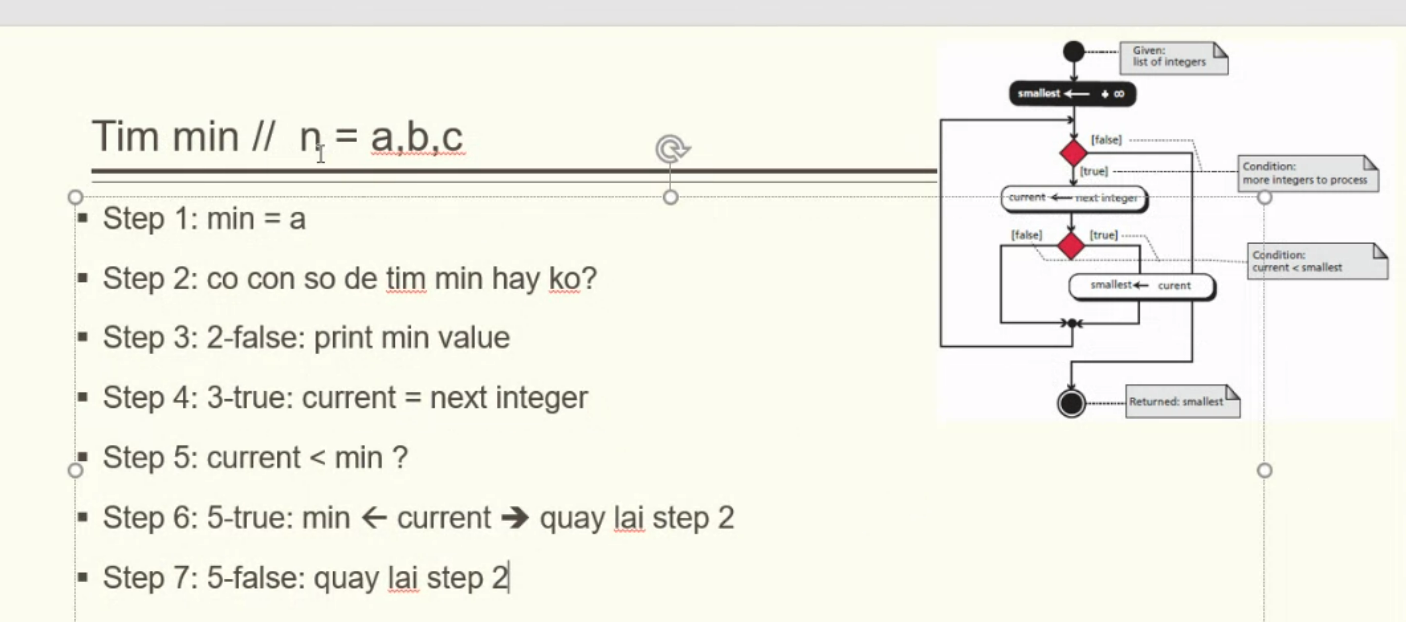 Tim min // n = a,b,c
▪ Step 1: min = a
▪ Step 2: co con so de tim min hay ko?
▪ Step 3: 2-false: print min value
▪ Step 4: 3-true: current = next integer
▪ Step 5: current < min ?
▪ Step 6: 5-true: min 🡨 current ➔ quay lai step 2
▪ Step 7: 5-false: quay lai step 2
Given:
list of integers
smallest ← + ∞
[false]
[true]
Condition:
more integers to process
current ← next integer
[false] [true]
Condition:
current < smallest
smallest← curent
Returned: smallest